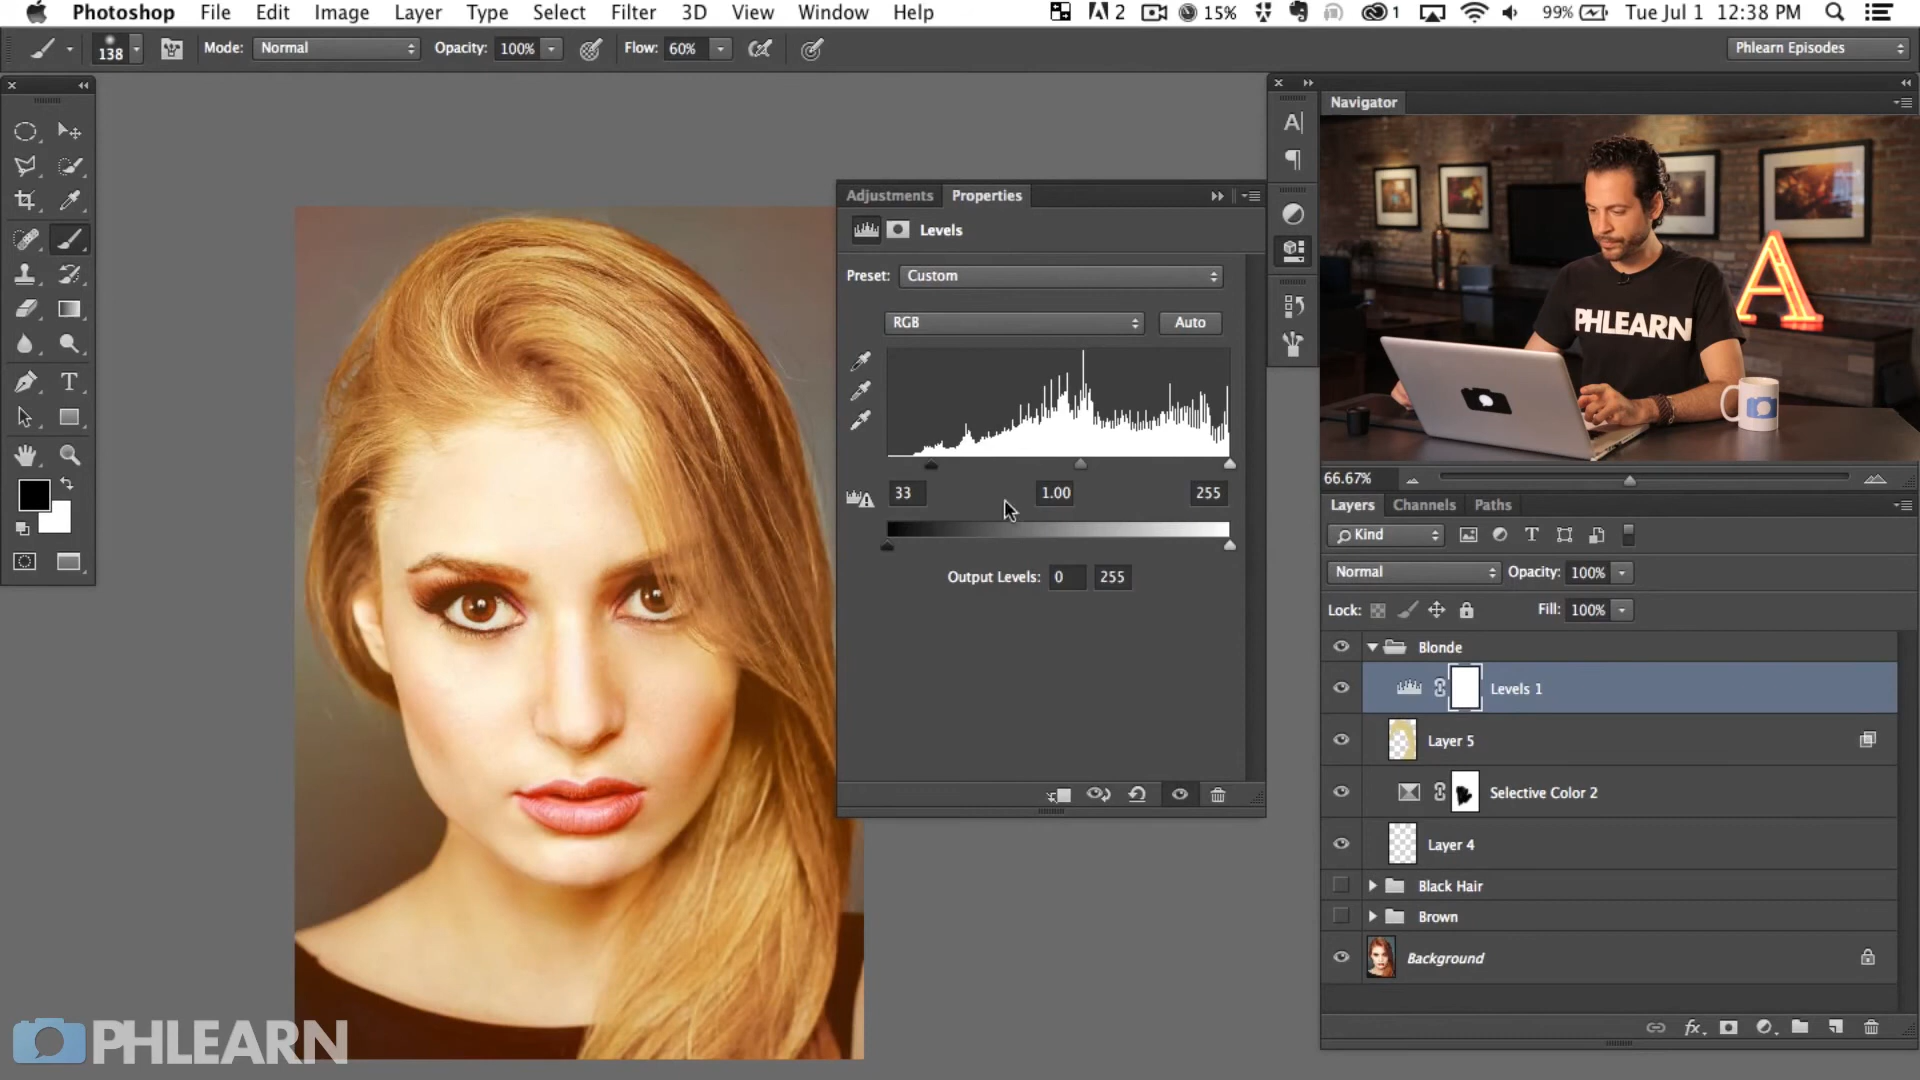 Photoshop File Edit Image Layer Type Select Filter 3D View Window Help 2 15% 1 99% Tue Jul 1 12:38 PM
138 Mode: Normal Opacity: 100% Flow: 60% Phlearn Episodes
Navigator
Adjustments Properties
Levels
Preset: Custom
RGB Auto
33 1.00 255
Output Levels: 0 255
PHLEARN
A
66.67%
Layers Channels Paths
Kind
Normal Opacity: 100%
Lock: Fill: 100%
Blonde
Levels 1
Layer 5
Selective Color 2
Layer 4
Black Hair
Brown
Background
PHLEARN